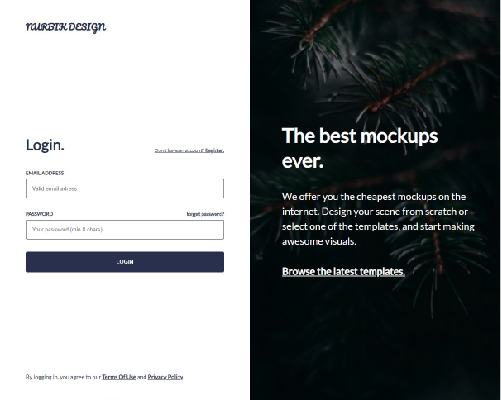 NURBIK DESIGN
Login.
Don't have an account? Register.
EMAIL ADDRESS
Valid email adress
PASSWORD
forgot password?
Your password (min 8 chars)
LOGIN
By logging in, you agree to our Terms Of Use and Privacy Policy
The best mockups
ever.
We offer you the cheapest mockups on the
internet. Design your scene from scratch or
select one of the templates, and start making
awesome visuals.
Browse the latest templates.